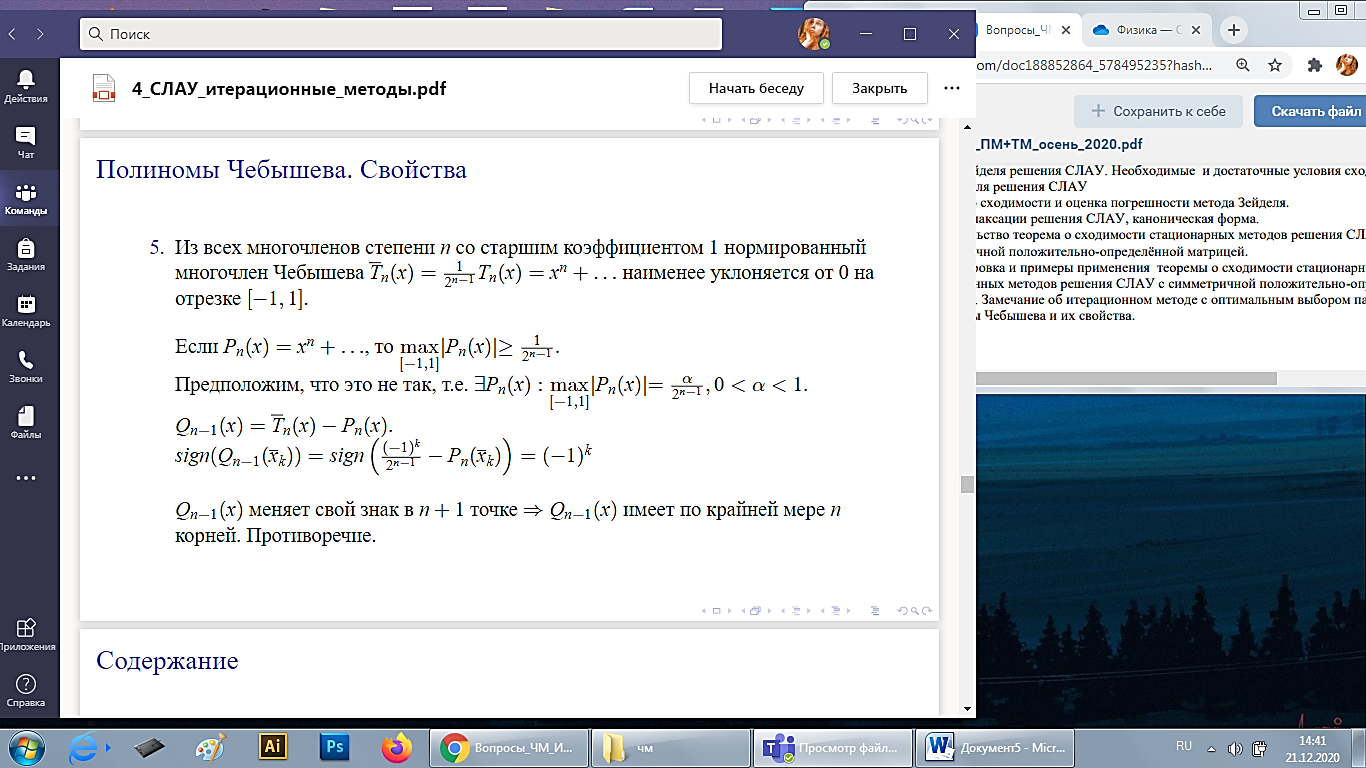 Поиск
Вопросы_ЧМ
Физика — С
Действия
Чат
Команды
Задания
Календарь
Звонки
Файлы
Приложения
Справка
4_СЛАУ_итерационные_методы.pdf
Начать беседу
Закрыть
Полиномы Чебышева. Свойства
5. Из всех многочленов степени n со старшим коэффициентом 1 нормированный
многочлен Чебышева T̅ₙ(x) = 1/2ⁿ⁻¹ Tₙ(x) = xⁿ + … наименее уклоняется от 0 на
отрезке [−1, 1].
Если Pₙ(x) = xⁿ + …, то max[−1,1] |Pₙ(x)| ≥ 1/2ⁿ⁻¹.
Предположим, что это не так, т.е. ∃Pₙ(x) : max[−1,1] |Pₙ(x)| = α/2ⁿ⁻¹, 0 < α < 1.
Qₙ₋₁(x) = T̅ₙ(x) − Pₙ(x).
sign(Qₙ₋₁(x̅ₖ)) = sign((−1)ᵏ/2ⁿ⁻¹ − Pₙ(x̅ₖ)) = (−1)ᵏ
Qₙ₋₁(x) меняет свой знак в n + 1 точке ⇒ Qₙ₋₁(x) имеет по крайней мере n
корней. Противоречие.
Содержание
com/doc188852864_578495235?hash...
Сохранить к себе
Скачать файл
_ПМ+ТМ_осень_2020.pdf
йделя решения СЛАУ. Необходимые и достаточные условия схо
ля решения СЛАУ
сходимости и оценка погрешности метода Зейделя.
лаксации решения СЛАУ, каноническая форма.
ьство теорема о сходимости стационарных методов решения СЛ
чной положительно-определённой матрицей.
ровка и примеры применения теоремы о сходимости стационарн
нных методов решения СЛАУ с симметричной положительно-оп
. Замечание об итерационном методе с оптимальным выбором па
ы Чебышева и их свойства.
Ai
Ps
Вопросы_ЧМ_И...
чм
Просмотр файл...
Документ5 - Micr...
RU
14:41
21.12.2020